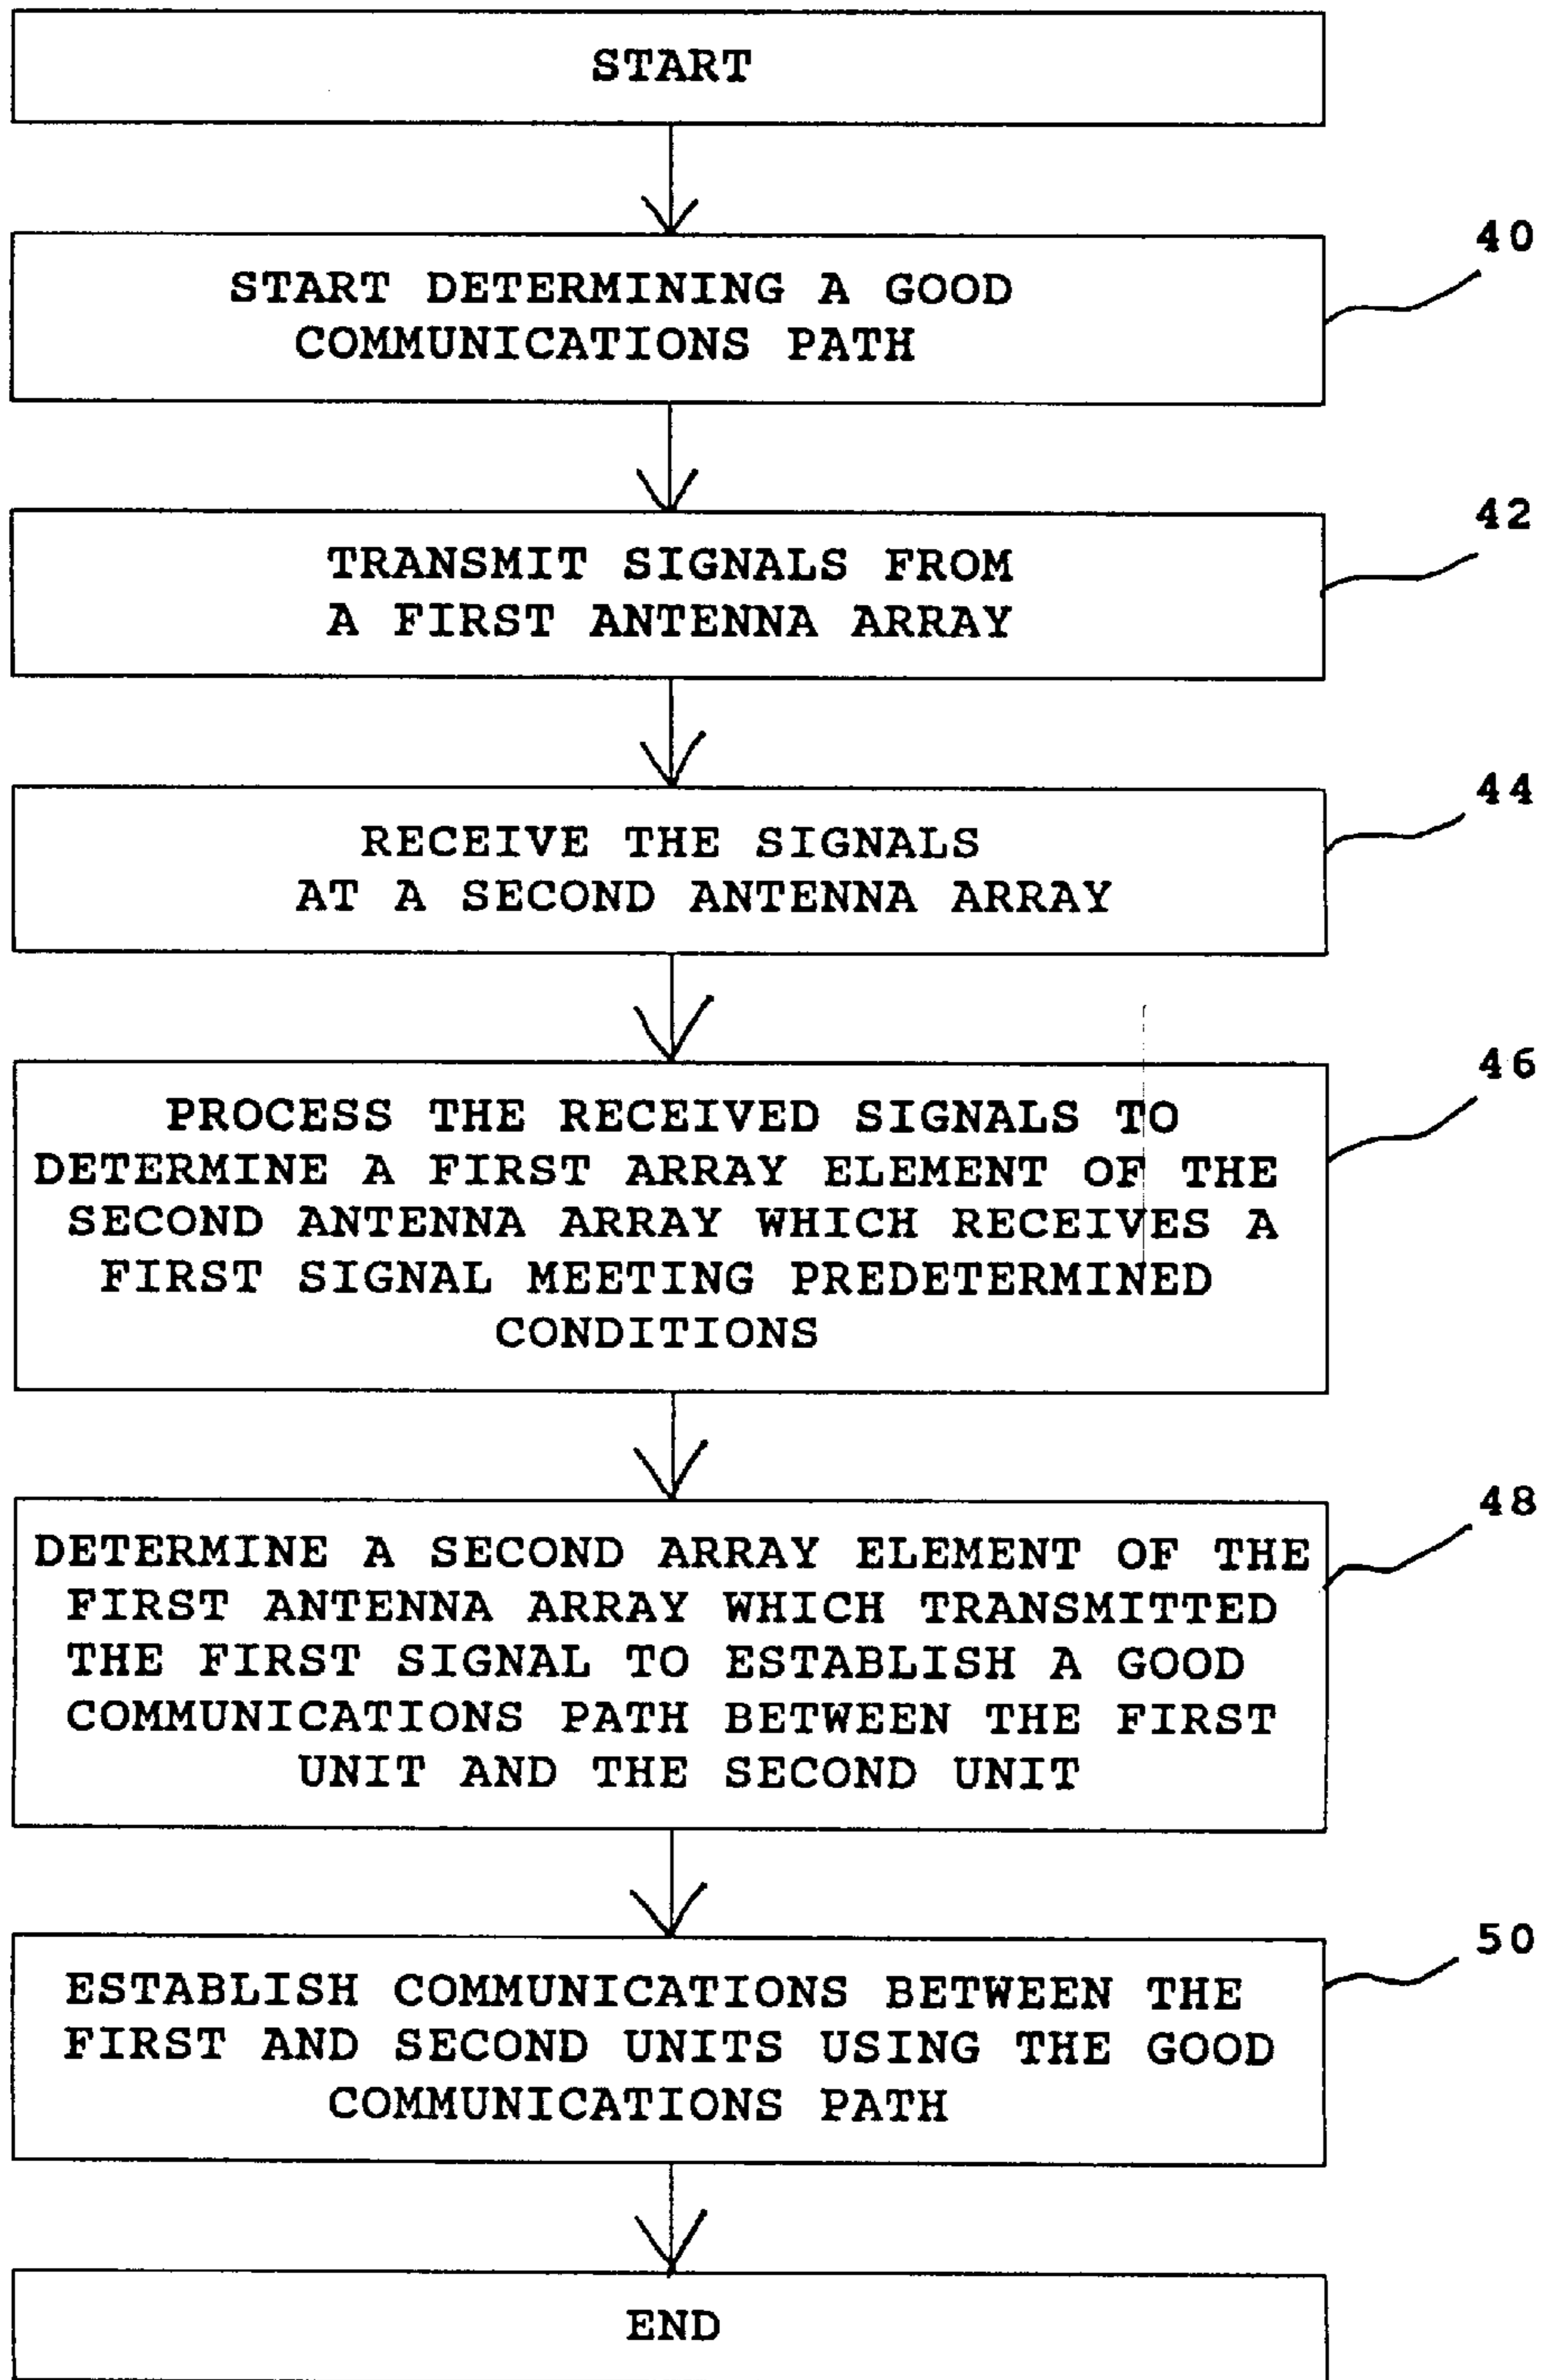 START
40
START DETERMINING A GOOD
COMMUNICATIONS PATH
42
TRANSMIT SIGNALS FROM
A FIRST ANTENNA ARRAY
44
RECEIVE THE SIGNALS
AT A SECOND ANTENNA ARRAY
46
PROCESS THE RECEIVED SIGNALS TO
DETERMINE A FIRST ARRAY ELEMENT OF THE
SECOND ANTENNA ARRAY WHICH RECEIVES A
FIRST SIGNAL MEETING PREDETERMINED
CONDITIONS
48
DETERMINE A SECOND ARRAY ELEMENT OF THE
FIRST ANTENNA ARRAY WHICH TRANSMITTED
THE FIRST SIGNAL TO ESTABLISH A GOOD
COMMUNICATIONS PATH BETWEEN THE FIRST
UNIT AND THE SECOND UNIT
50
ESTABLISH COMMUNICATIONS BETWEEN THE
FIRST AND SECOND UNITS USING THE GOOD
COMMUNICATIONS PATH
END